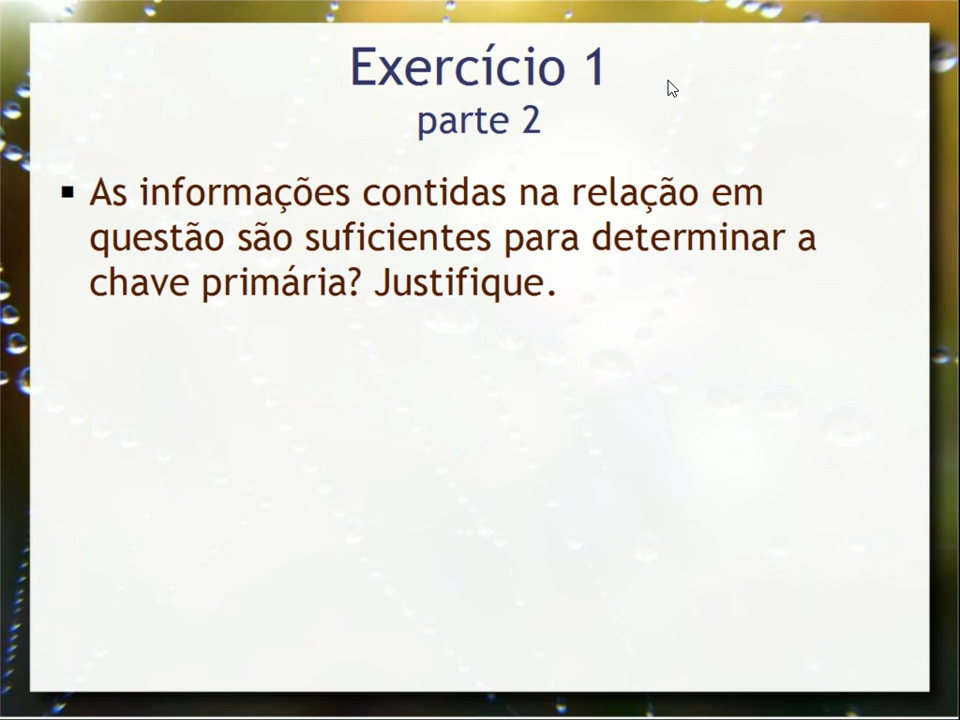 Exercício 1
parte 2
▪ As informações contidas na relação em
questão são suficientes para determinar a
chave primária? Justifique.